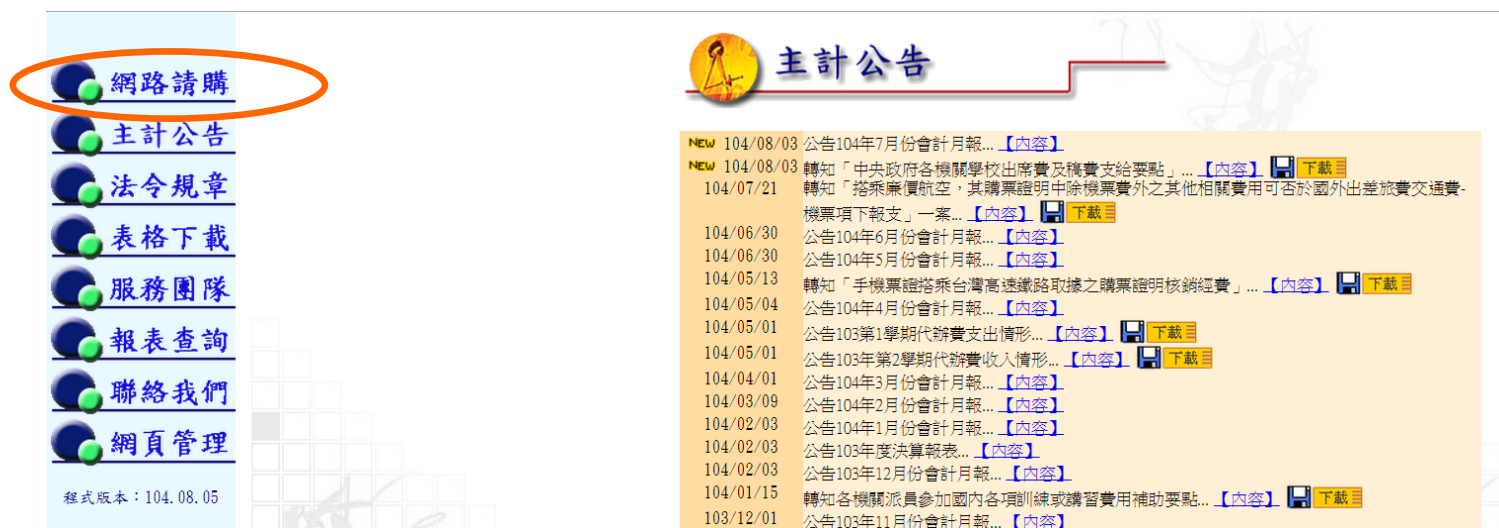 網路請購
主計公告
法令規章
表格下載
服務團隊
報表查詢
聯絡我們
網頁管理
程式版本：104.08.05
主計公告
NEW 104/08/03 公告104年7月份會計月報... 【內容】
NEW 104/08/03 轉知「中央政府各機關學校出席費及稿費支給要點」... 【內容】 下載
104/07/21 轉知「搭乘廉價航空，其購票證明中除機票費外之其他相關費用可否於國外出差旅費交通費-
機票項下報支」一案... 【內容】 下載
104/06/30 公告104年6月份會計月報... 【內容】
104/06/30 公告104年5月份會計月報... 【內容】
104/05/13 轉知「手機票證搭乘台灣高速鐵路取據之購票證明核銷經費」... 【內容】 下載
104/05/04 公告104年4月份會計月報... 【內容】
104/05/01 公告103第1學期代辦費支出情形... 【內容】 下載
104/05/01 公告103年第2學期代辦費收入情形... 【內容】 下載
104/04/01 公告104年3月份會計月報... 【內容】
104/03/09 公告104年2月份會計月報... 【內容】
104/02/03 公告104年1月份會計月報... 【內容】
104/02/03 公告103年度決算報表... 【內容】
104/02/03 公告103年12月份會計月報... 【內容】
104/01/15 轉知各機關派員參加國內各項訓練或講習費用補助要點... 【內容】 下載
103/12/01 公告103年11月份會計月報... 【內容】